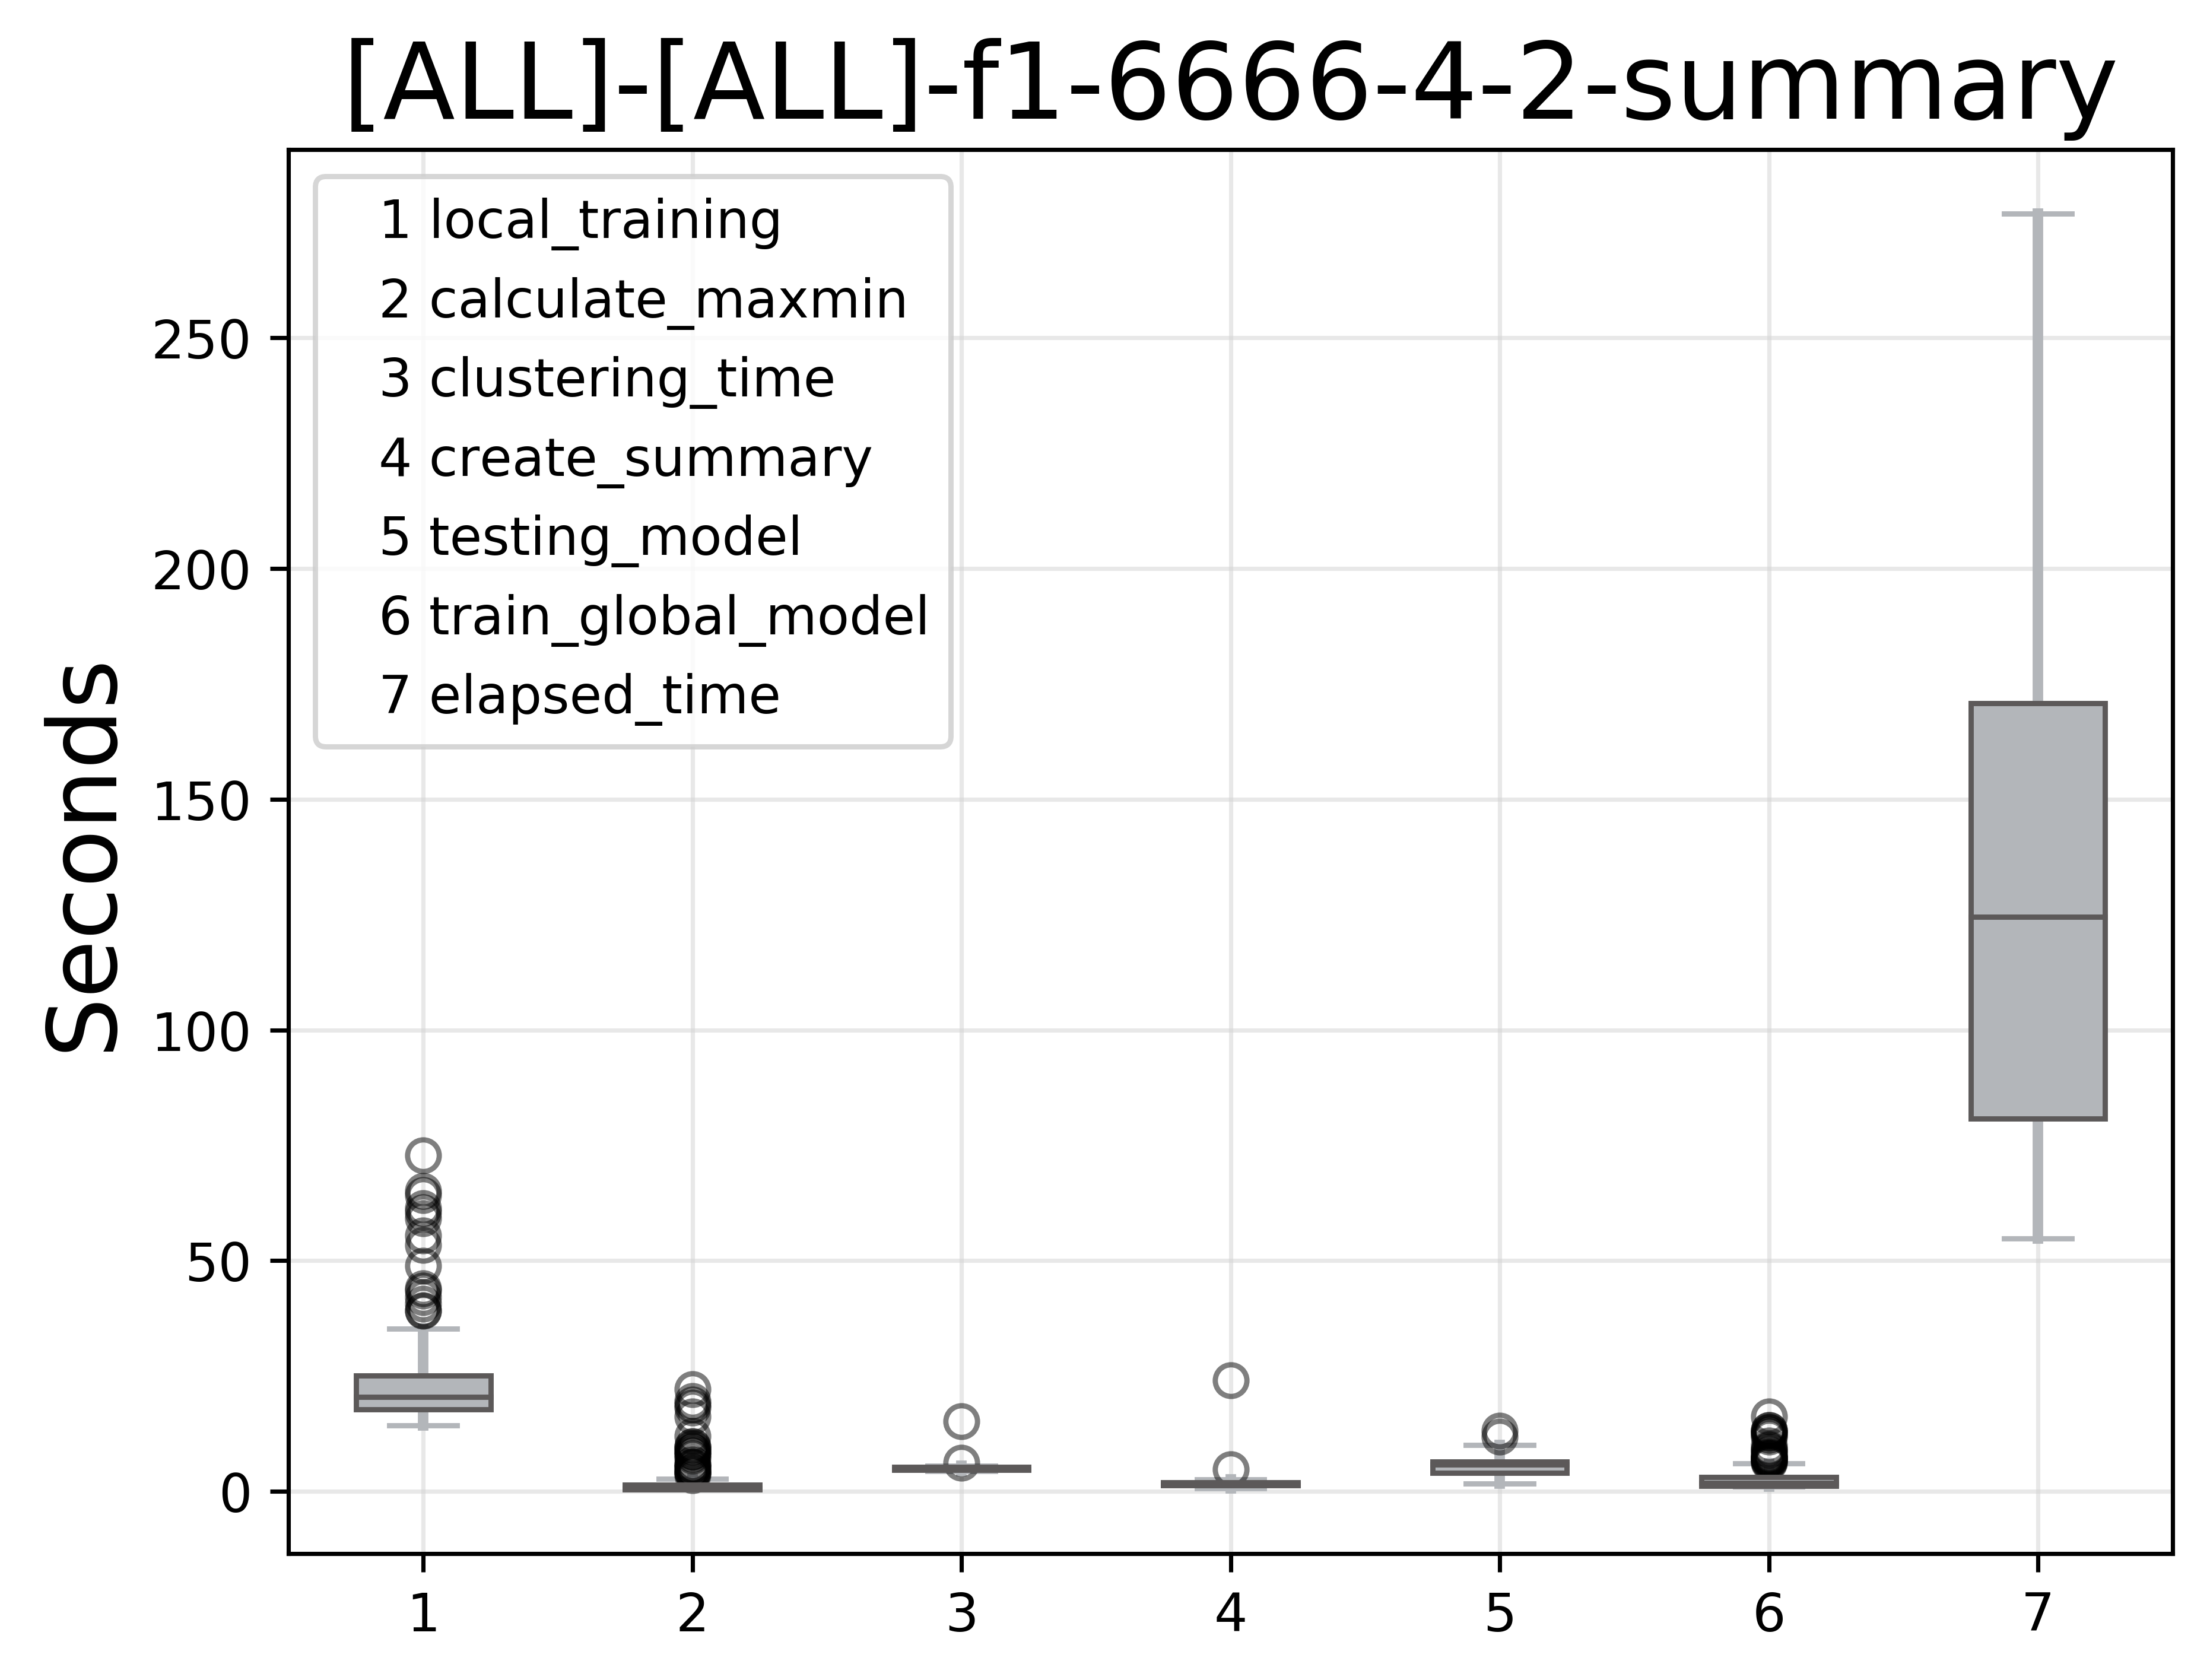 [ALL]-[ALL]-f1-6666-4-2-summary
1 local_training
2 calculate_maxmin
3 clustering_time
4 create_summary
5 testing_model
6 train_global_model
7 elapsed_time
Seconds
250
200
150
100
50
0
1 2 3 4 5 6 7